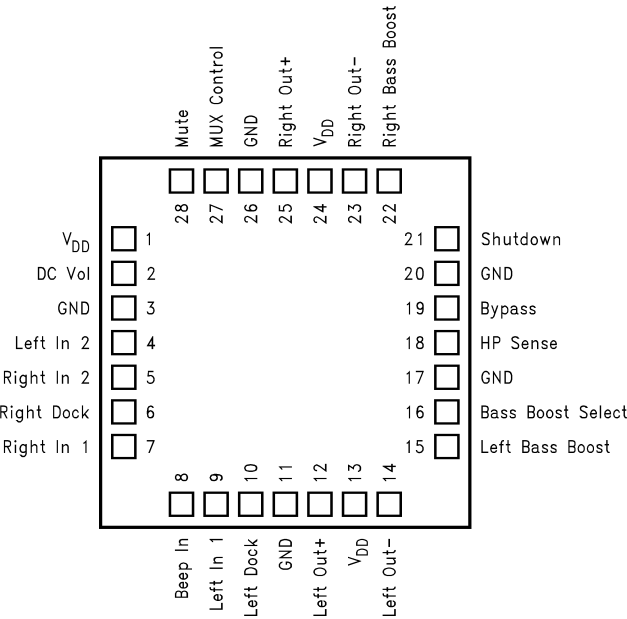 Mute
MUX Control
GND
Right Out+
VDD
Right Out-
Right Bass Boost
28
27
26
25
24
23
22
VDD 1
DC Vol 2
GND 3
Left In 2 4
Right In 2 5
Right Dock 6
Right In 1 7
21 Shutdown
20 GND
19 Bypass
18 HP Sense
17 GND
16 Bass Boost Select
15 Left Bass Boost
8
9
10
11
12
13
14
Beep In
Left In 1
Left Dock
GND
Left Out+
VDD
Left Out-